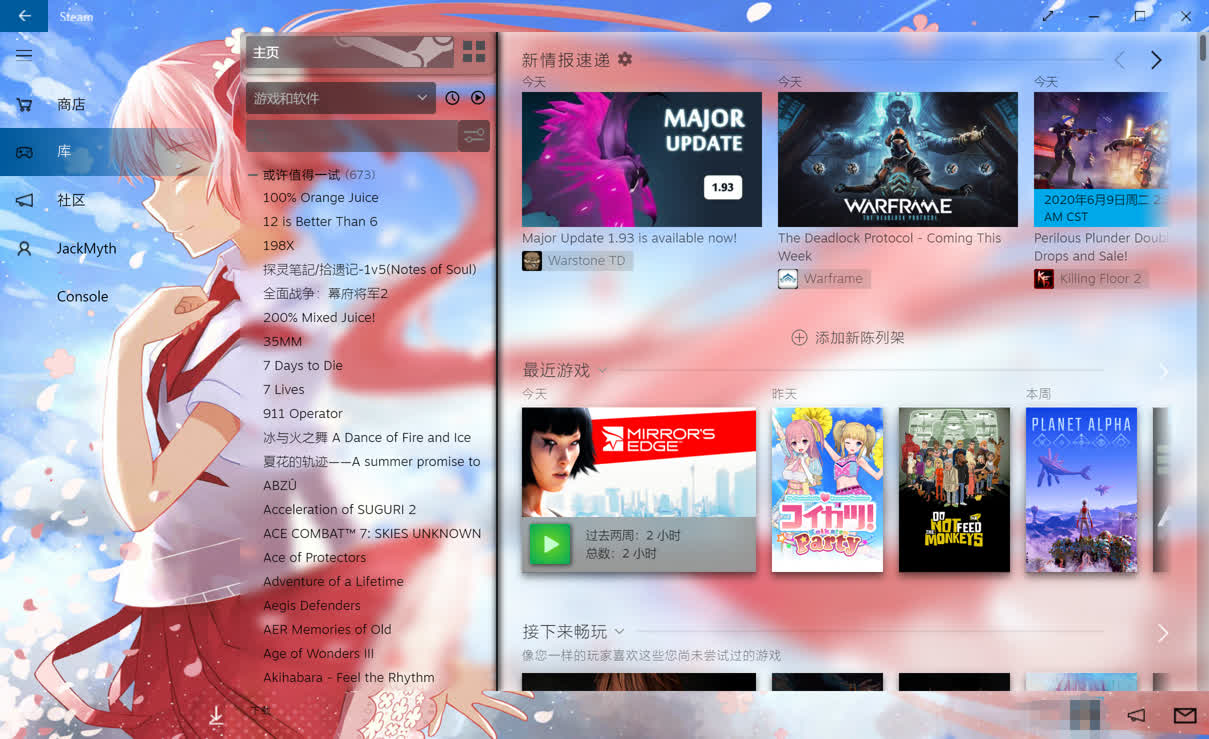 Steam
商店
库
社区
JackMyth
Console
主页
游戏和软件
或许值得一试 (673)
100% Orange Juice
12 is Better Than 6
198X
探灵笔記/拾遗记-1v5(Notes of Soul)
全面战争：幕府将军2
200% Mixed Juice!
35MM
7 Days to Die
7 Lives
911 Operator
冰与火之舞 A Dance of Fire and Ice
夏花的轨迹——A summer promise to
ABZÛ
Acceleration of SUGURI 2
ACE COMBAT™ 7: SKIES UNKNOWN
Ace of Protectors
Adventure of a Lifetime
Aegis Defenders
AER Memories of Old
Age of Wonders III
Akihabara - Feel the Rhythm
下载
新情报速递
今天
今天
今天
MAJOR
UPDATE
1.93
WARFRAME
THE DEADLOCK PROTOCOL
2020年6月9日周二
AM CST
Major Update 1.93 is available now!
Warstone TD
The Deadlock Protocol - Coming This
Week
Warframe
Perilous Plunder Doubl
Drops and Sale!
Killing Floor 2
添加新陈列架
最近游戏
今天
昨天
本周
MIRROR'S
EDGE
过去两周：2 小时
总数：2 小时
コイカツ!
Party
DO
NOT FEED
THE
MONKEYS
PLANET ALPHA
接下来畅玩
像您一样的玩家喜欢这些您尚未尝试过的游戏